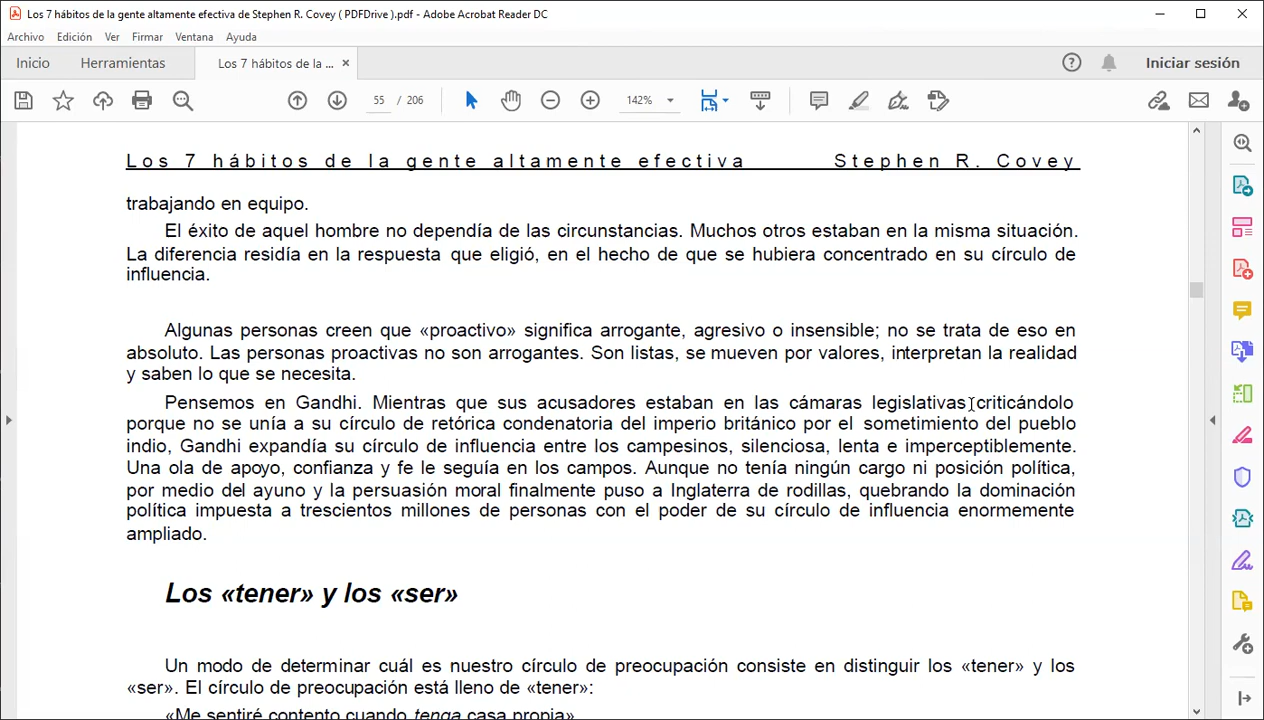 Los 7 hábitos de la gente altamente efectiva de Stephen R. Covey ( PDFDrive ).pdf - Adobe Acrobat Reader DC
Archivo Edición Ver Firmar Ventana Ayuda
Inicio Herramientas Los 7 hábitos de la ... × Iniciar sesión
55 / 206 142%
Los 7 hábitos de la gente altamente efectiva Stephen R. Covey
trabajando en equipo.
El éxito de aquel hombre no dependía de las circunstancias. Muchos otros estaban en la misma situación.
La diferencia residía en la respuesta que eligió, en el hecho de que se hubiera concentrado en su círculo de
influencia.
Algunas personas creen que «proactivo» significa arrogante, agresivo o insensible; no se trata de eso en
absoluto. Las personas proactivas no son arrogantes. Son listas, se mueven por valores, interpretan la realidad
y saben lo que se necesita.
Pensemos en Gandhi. Mientras que sus acusadores estaban en las cámaras legislativas criticándolo
porque no se unía a su círculo de retórica condenatoria del imperio británico por el sometimiento del pueblo
indio, Gandhi expandía su círculo de influencia entre los campesinos, silenciosa, lenta e imperceptiblemente.
Una ola de apoyo, confianza y fe le seguía en los campos. Aunque no tenía ningún cargo ni posición política,
por medio del ayuno y la persuasión moral finalmente puso a Inglaterra de rodillas, quebrando la dominación
política impuesta a trescientos millones de personas con el poder de su círculo de influencia enormemente
ampliado.
Los «tener» y los «ser»
Un modo de determinar cuál es nuestro círculo de preocupación consiste en distinguir los «tener» y los
«ser». El círculo de preocupación está lleno de «tener»:
«Me sentiré contento cuando tenga casa propia»